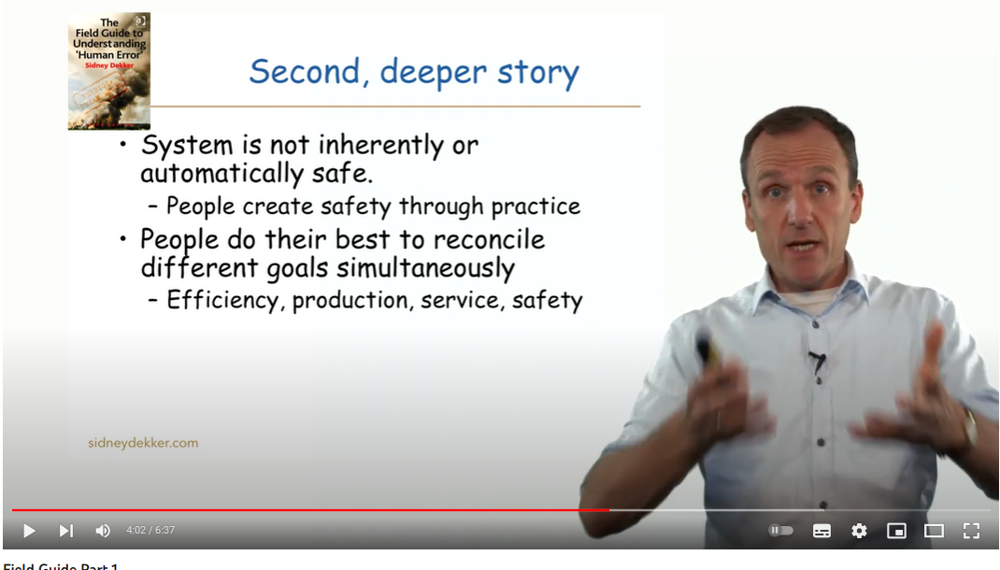 The
Field Guide to
Understanding
'Human Error'
Sidney Dekker
Second, deeper story
• System is not inherently or
automatically safe.
– People create safety through practice
• People do their best to reconcile
different goals simultaneously
– Efficiency, production, service, safety
sidneydekker.com
4:02 / 6:37
Field Guide Part 1